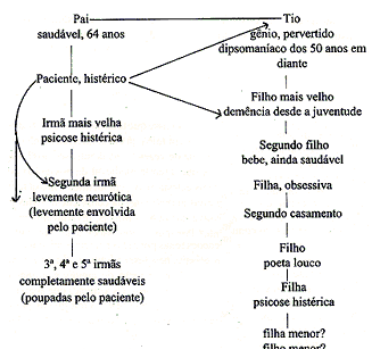 Pai
saudável, 64 anos
Paciente, histérico
Irmã mais velha
psicose histérica
Segunda irmã
levemente neurótica
(levemente envolvida
pelo paciente)
3ª, 4ª e 5ª irmãs
completamente saudáveis
(poupadas pelo paciente)
Tio
gênio, pervertido
dipsomaníaco dos 50 anos em
diante
Filho mais velho
demência desde a juventude
Segundo filho
bebe, ainda saudável
Filha, obsessiva
Segundo casamento
Filho
poeta louco
Filha
psicose histérica
filha menor?
filho menor?